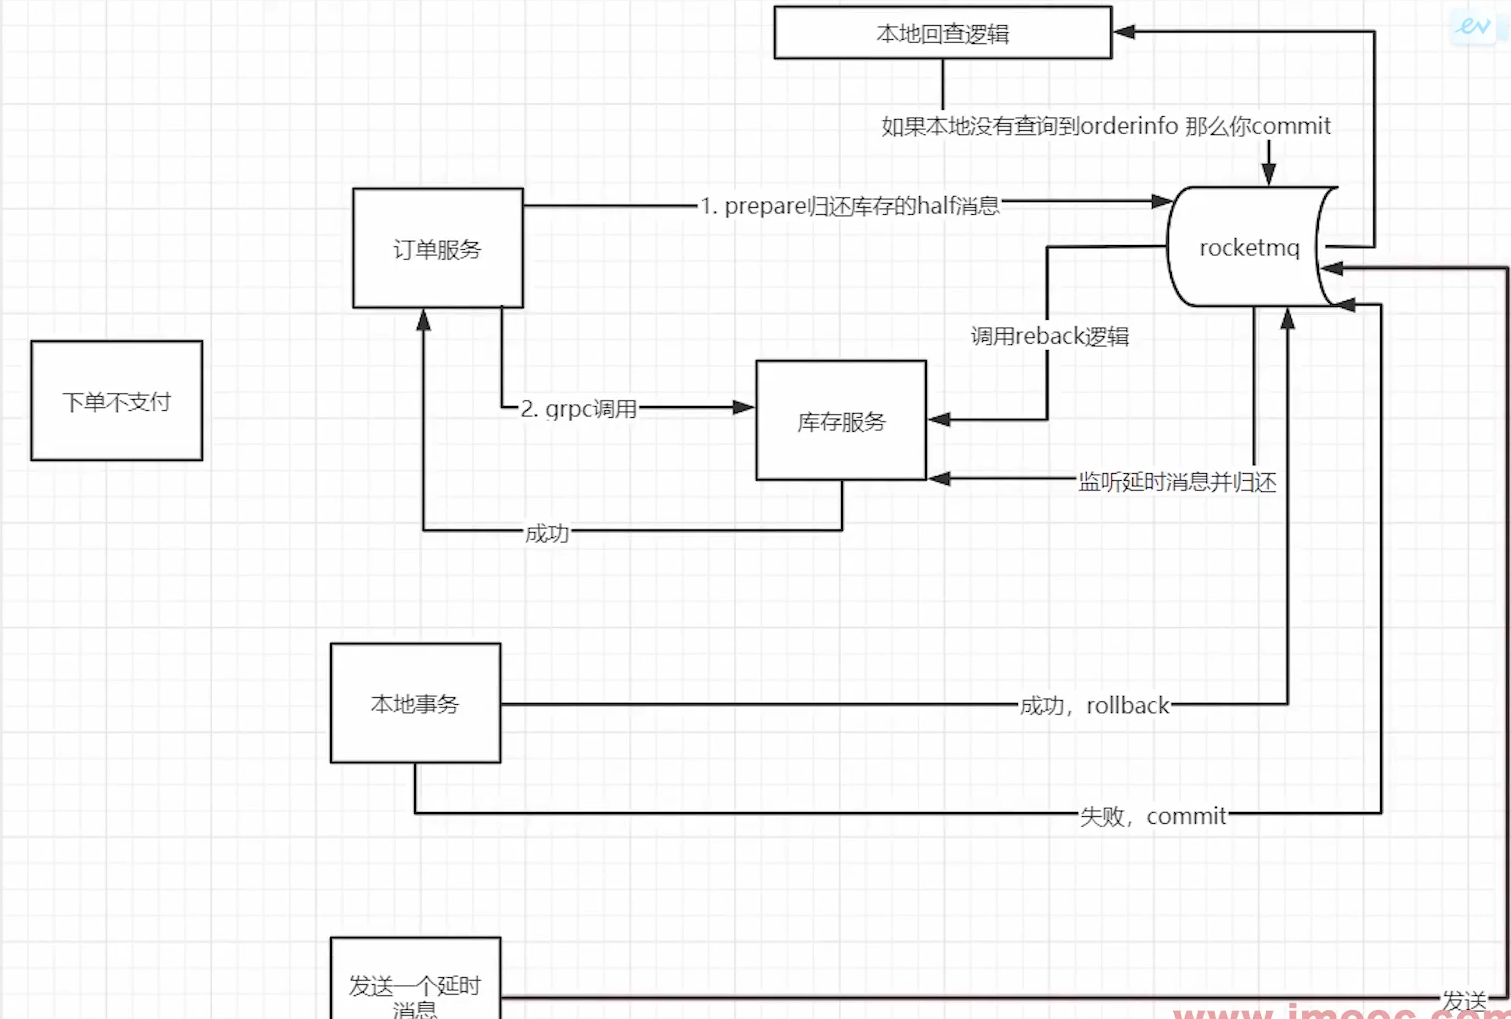 ev
本地回查逻辑
如果本地没有查询到orderinfo 那么你commit
订单服务
1. prepare归还库存的half消息
rocketmq
调用reback逻辑
下单不支付
2. grpc调用
库存服务
监听延时消息并归还
成功
本地事务
成功，rollback
失败，commit
发送一个延时
消息
发送
www.imooc.com